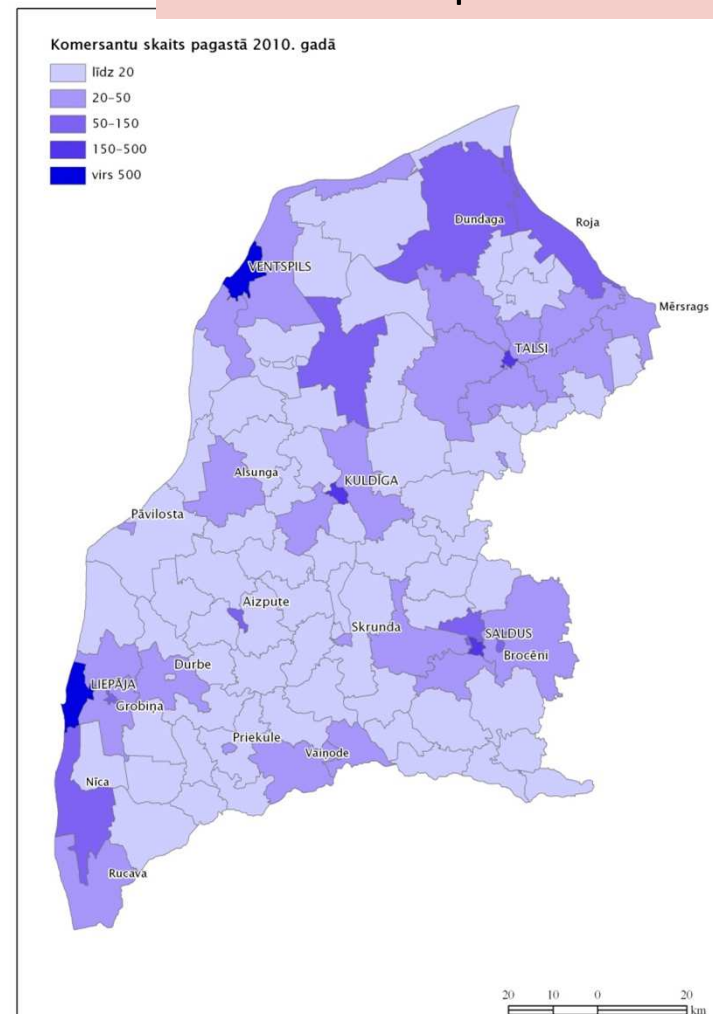 Komersantu skaits pagastā 2010. gadā
līdz 20
20–50
50–150
150–500
virs 500
Dundaga
Roja
VENTSPILS
Mērsrags
TALSI
Alsunga
KULDĪGA
Pāvilosta
Aizpute
Skrunda
SALDUS
Brocēni
Durbe
LIEPĀJA
Grobiņa
Priekule
Vāiņode
Nīca
Rucava
20 10 0 20
km